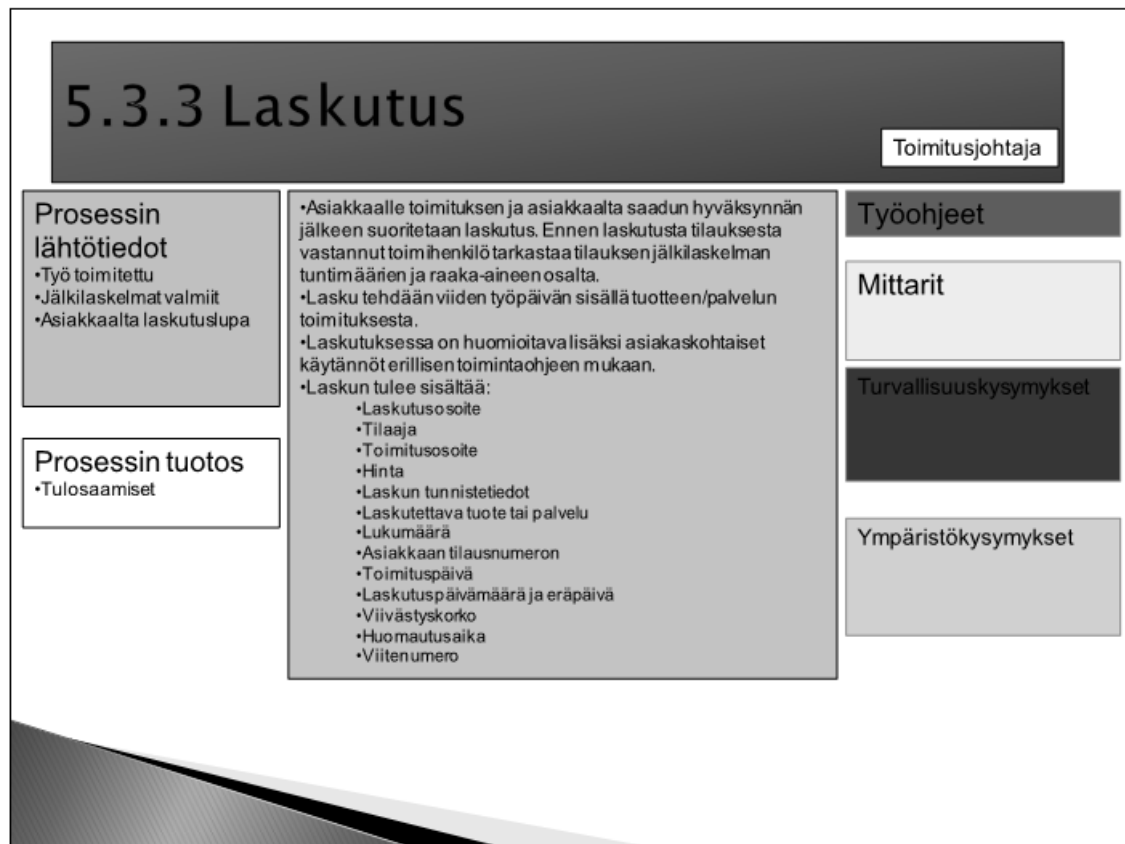 5.3.3 Laskutus
Toimitusjohtaja
Prosessin
lähtötiedot
•Työ toimitettu
•Jälkilaskelmat valmiit
•Asiakkaalta laskutuslupa
Prosessin tuotos
•Tulosaamiset
•Asiakkaalle toimituksen ja asiakkaalta saadun hyväksynnän
jälkeen suoritetaan laskutus. Ennen laskutusta tilauksesta
vastannut toimihenkilö tarkastaa tilauksen jälkilaskelman
tuntimäärien ja raaka-aineen osalta.
•Lasku tehdään viiden työpäivän sisällä tuotteen/palvelun
toimituksesta.
•Laskutuksessa on huomioitava lisäksi asiakaskohtaiset
käytännöt erillisen toimintaohjeen mukaan.
•Laskun tulee sisältää:
•Laskutusosoite
•Tilaaja
•Toimitusosoite
•Hinta
•Laskun tunnistetiedot
•Laskutettava tuote tai palvelu
•Lukumäärä
•Asiakkaan tilausnumeron
•Toimituspäivä
•Laskutuspäivämäärä ja eräpäivä
•Viivästyskorko
•Huomautusaika
•Viitenumero
Työohjeet
Mittarit
Turvallisuuskysymykset
Ympäristökysymykset